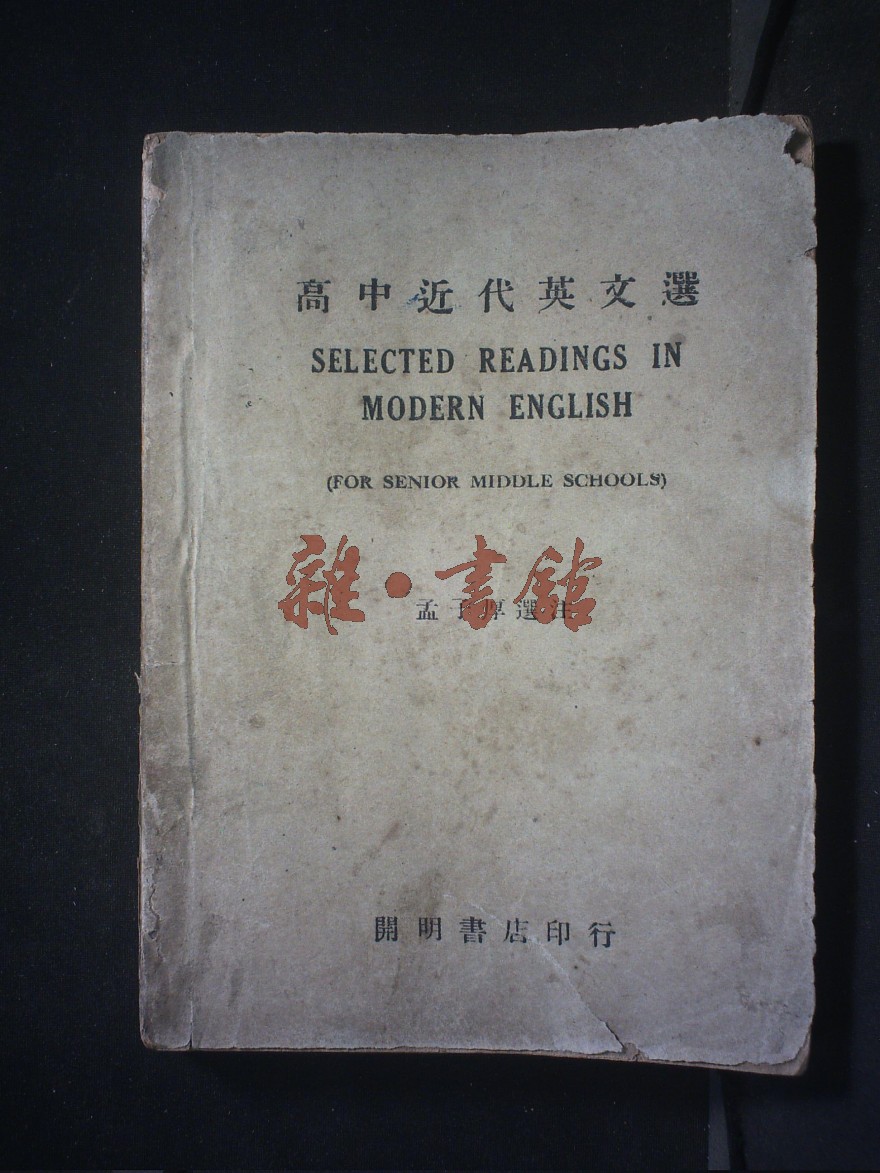 高中近代英文選
SELECTED READINGS IN
MODERN ENGLISH
(FOR SENIOR MIDDLE SCHOOLS)
雜·書館
孟子厚選注
開明書店印行